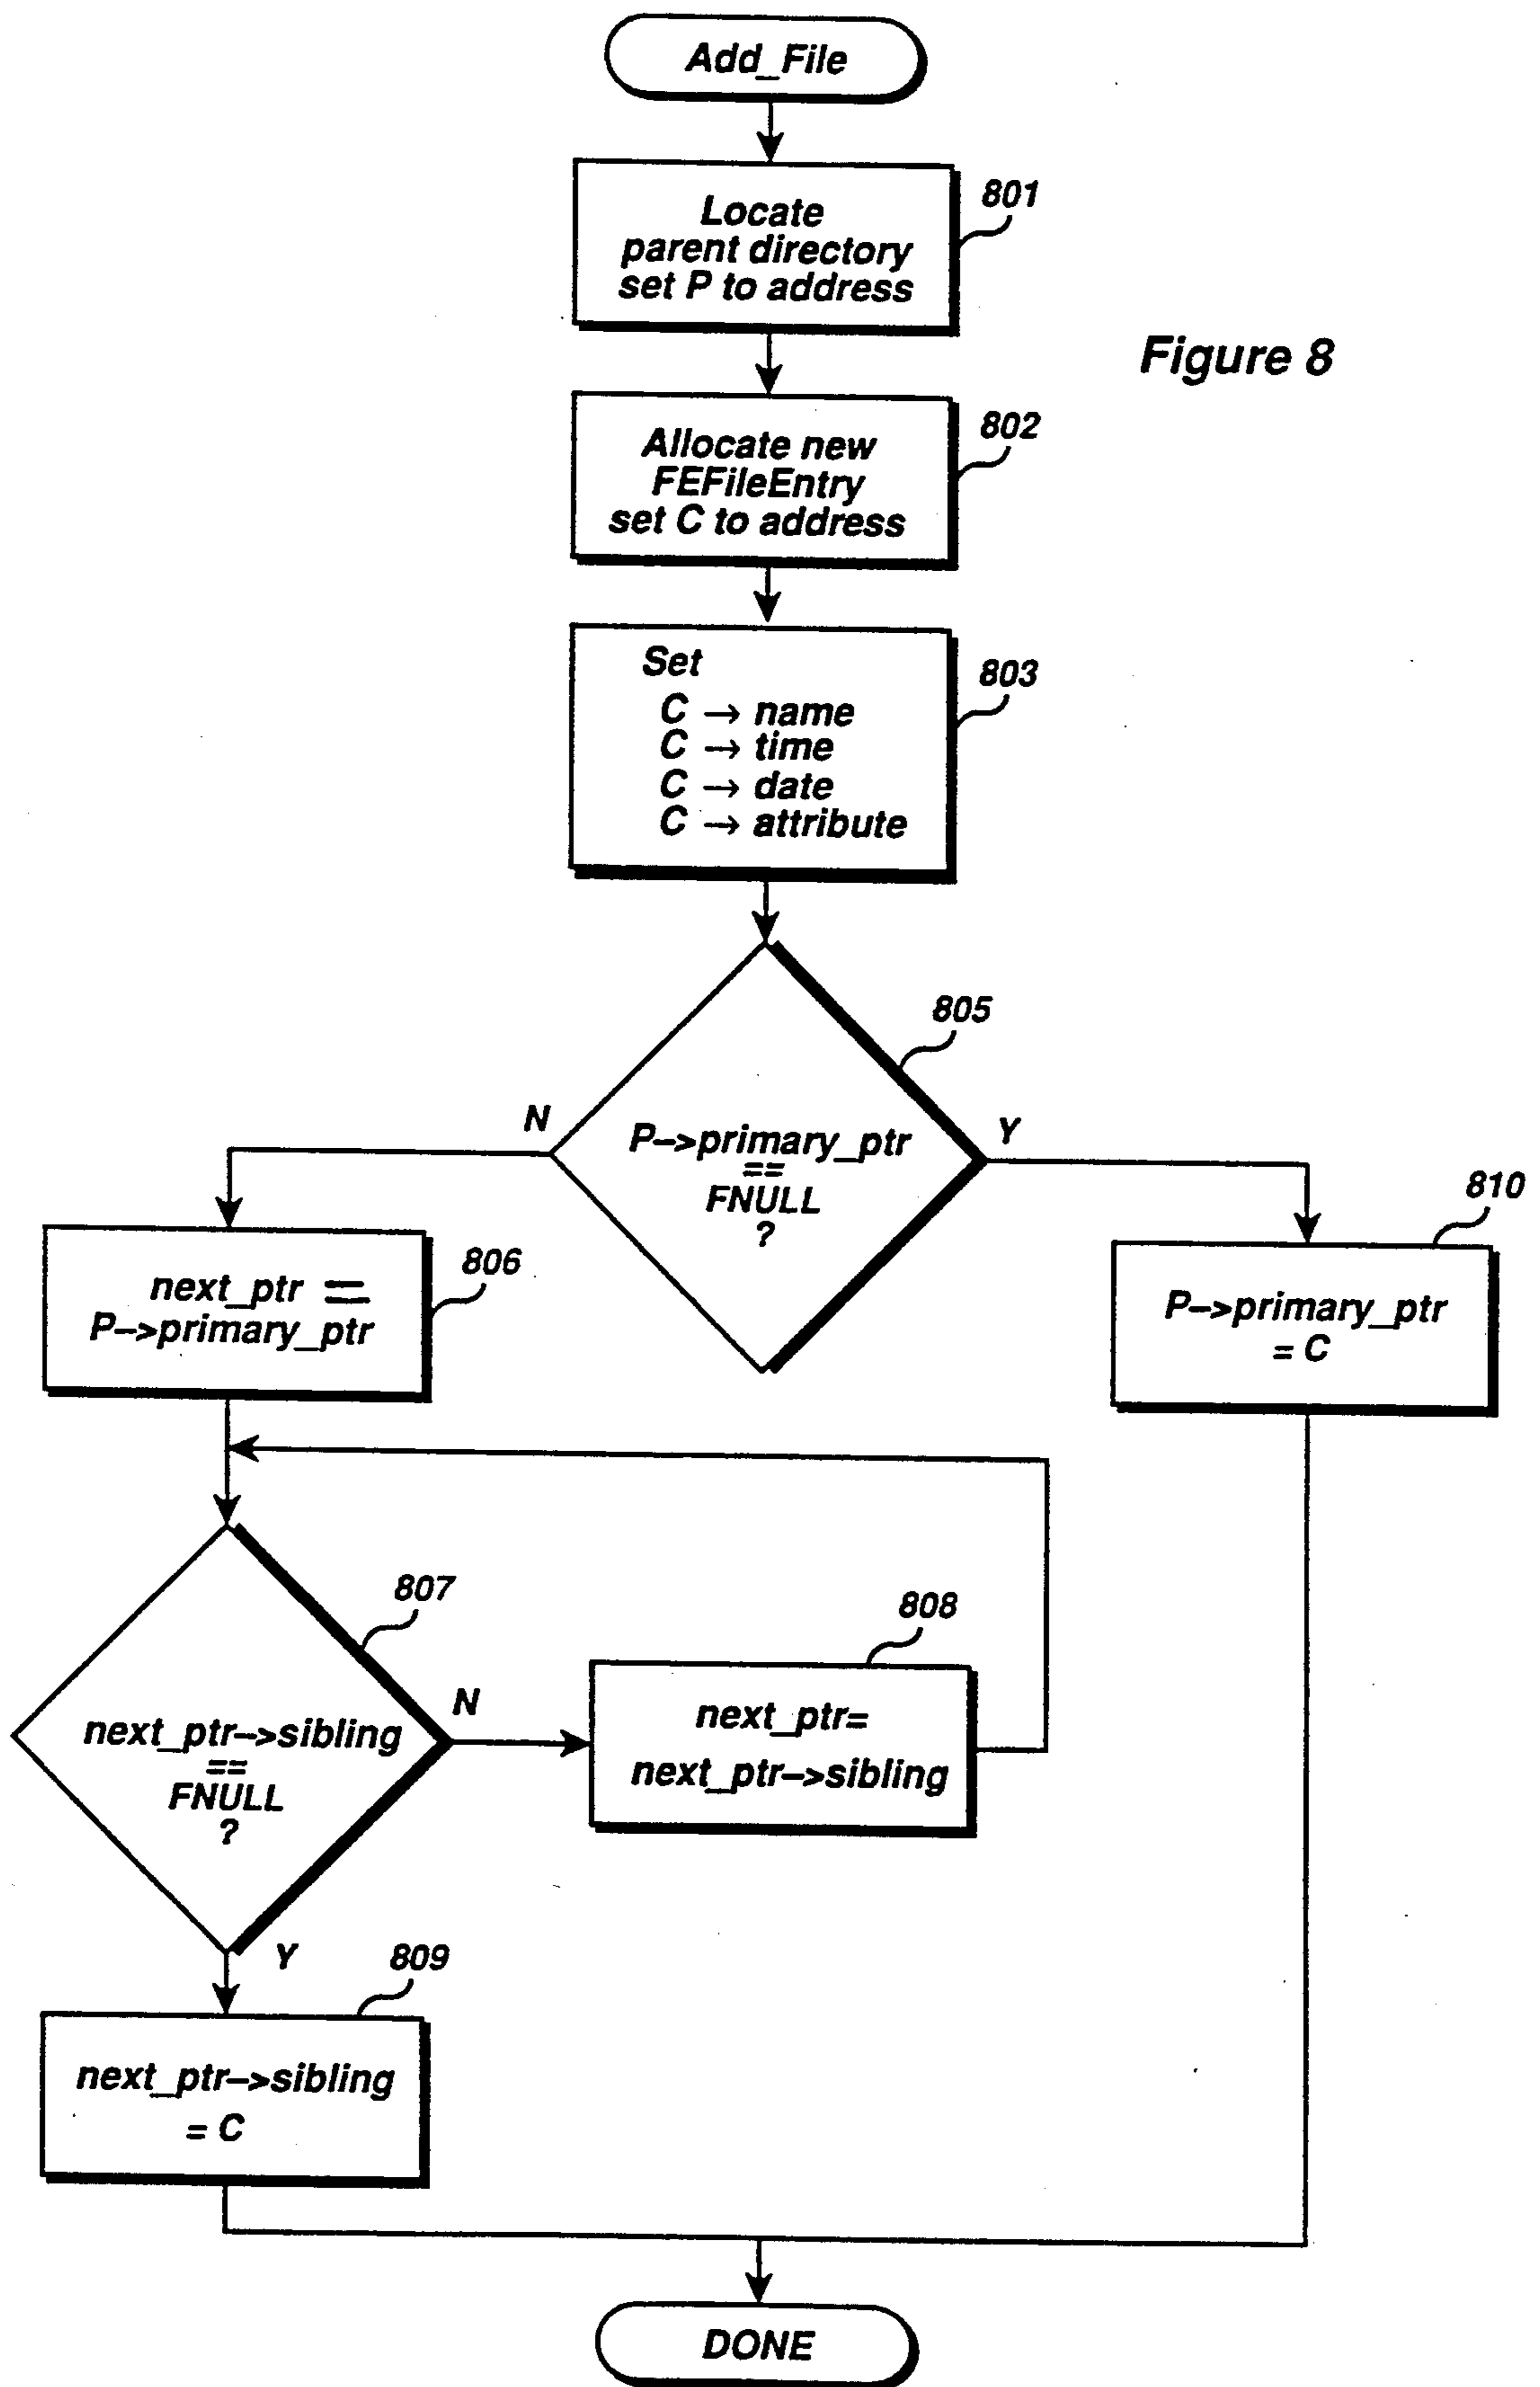 Add_File
Locate
parent directory
set P to address
801
Figure 8
Allocate new
FEFileEntry
set C to address
802
Set
C → name
C → time
C → date
C → attribute
803
805
N
P–>primary_ptr
==
FNULL
?
Y
810
next_ptr =
P–>primary_ptr
806
P–>primary_ptr
= C
807
next_ptr–>sibling
==
FNULL
?
N
808
next_ptr=
next_ptr–>sibling
Y
809
next_ptr–>sibling
= C
DONE